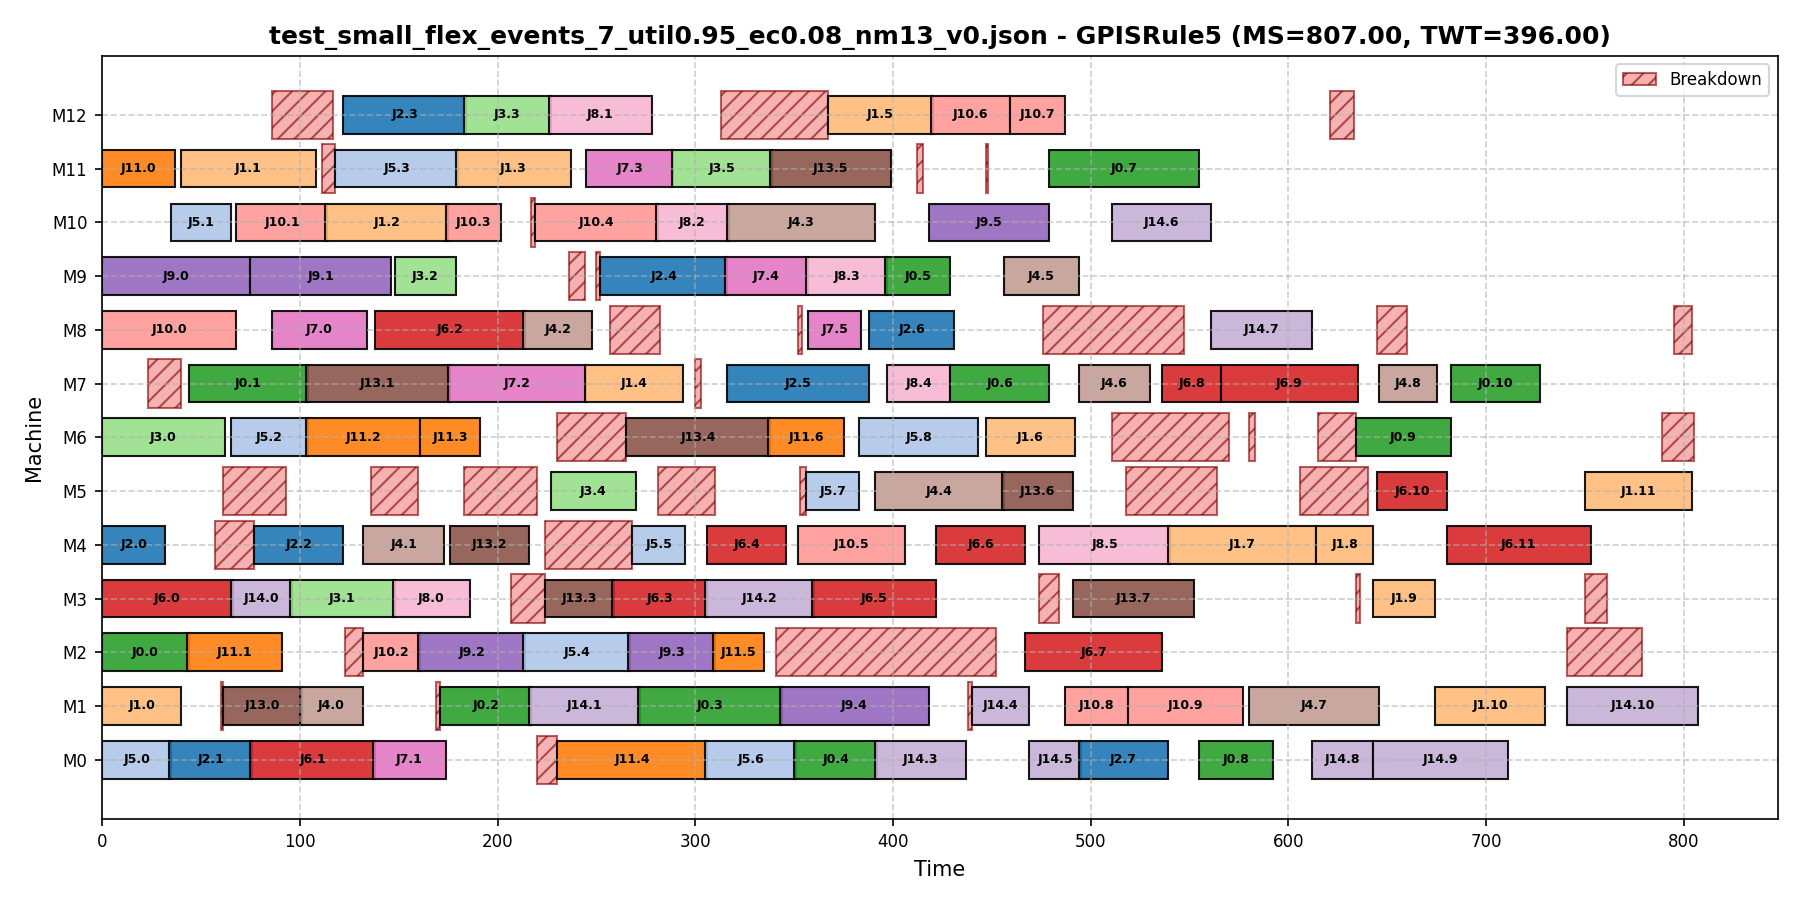 test_small_flex_events_7_util0.95_ec0.08_nm13_v0.json - GPISRule5 (MS=807.00, TWT=396.00)
Breakdown
Machine
M12 J2.3 J3.3 J8.1 J1.5 J10.6 J10.7
M11 J11.0 J1.1 J5.3 J1.3 J7.3 J3.5 J13.5 J0.7
M10 J5.1 J10.1 J1.2 J10.3 J10.4 J8.2 J4.3 J9.5 J14.6
M9 J9.0 J9.1 J3.2 J2.4 J7.4 J8.3 J0.5 J4.5
M8 J10.0 J7.0 J6.2 J4.2 J7.5 J2.6 J14.7
M7 J0.1 J13.1 J7.2 J1.4 J2.5 J8.4 J0.6 J4.6 J6.8 J6.9 J4.8 J0.10
M6 J3.0 J5.2 J11.2 J11.3 J13.4 J11.6 J5.8 J1.6 J0.9
M5 J3.4 J5.7 J4.4 J13.6 J6.10 J1.11
M4 J2.0 J2.2 J4.1 J13.2 J5.5 J6.4 J10.5 J6.6 J8.5 J1.7 J1.8 J6.11
M3 J6.0 J14.0 J3.1 J8.0 J13.3 J6.3 J14.2 J6.5 J13.7 J1.9
M2 J0.0 J11.1 J10.2 J9.2 J5.4 J9.3 J11.5 J6.7
M1 J1.0 J13.0 J4.0 J0.2 J14.1 J0.3 J9.4 J14.4 J10.8 J10.9 J4.7 J1.10 J14.10
M0 J5.0 J2.1 J6.1 J7.1 J11.4 J5.6 J0.4 J14.3 J14.5 J2.7 J0.8 J14.8 J14.9
0 100 200 300 400 500 600 700 800
Time